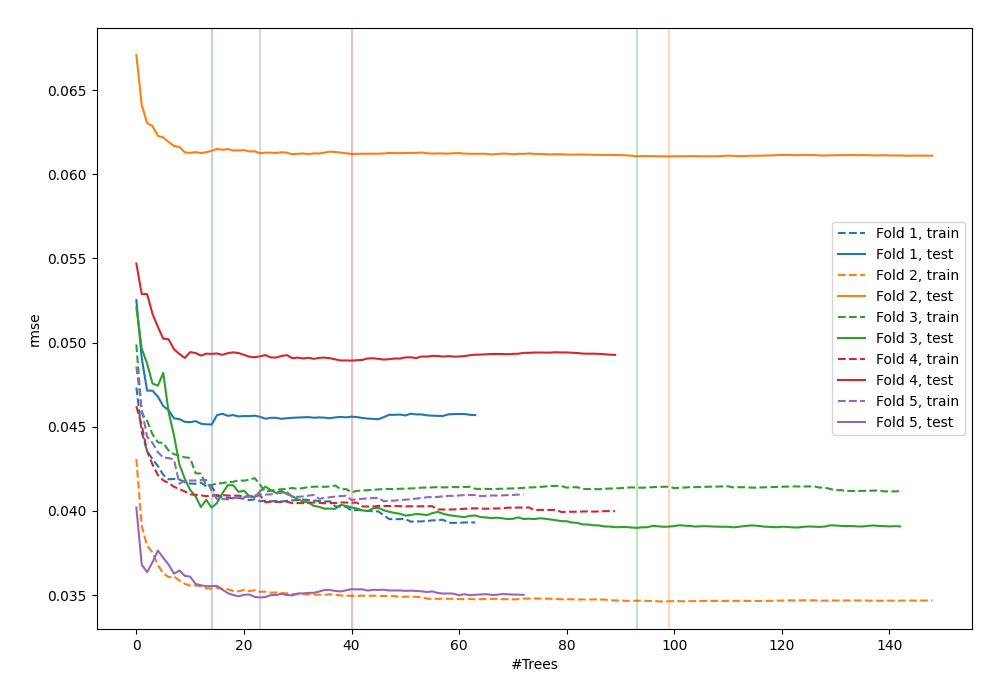 0.065
0.060
0.055
0.050
0.045
0.040
0.035
rmse
0
20
40
60
80
100
120
140
#Trees
Fold 1, train
Fold 1, test
Fold 2, train
Fold 2, test
Fold 3, train
Fold 3, test
Fold 4, train
Fold 4, test
Fold 5, train
Fold 5, test